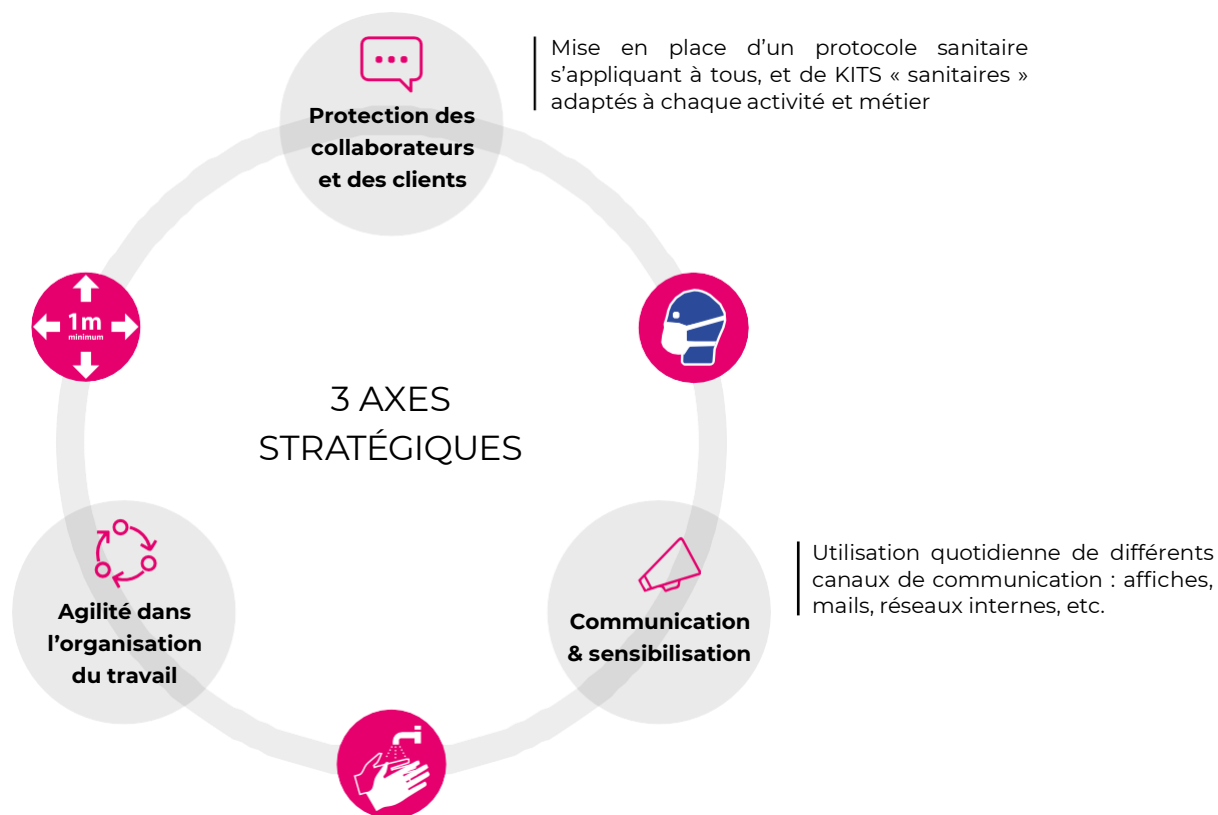 Protection des
collaborateurs
et des clients
Mise en place d’un protocole sanitaire
s’appliquant à tous, et de KITS « sanitaires »
adaptés à chaque activité et métier
1m
minimum
3 AXES
STRATÉGIQUES
Agilité dans
l’organisation
du travail
Communication
& sensibilisation
Utilisation quotidienne de différents
canaux de communication : affiches,
mails, réseaux internes, etc.